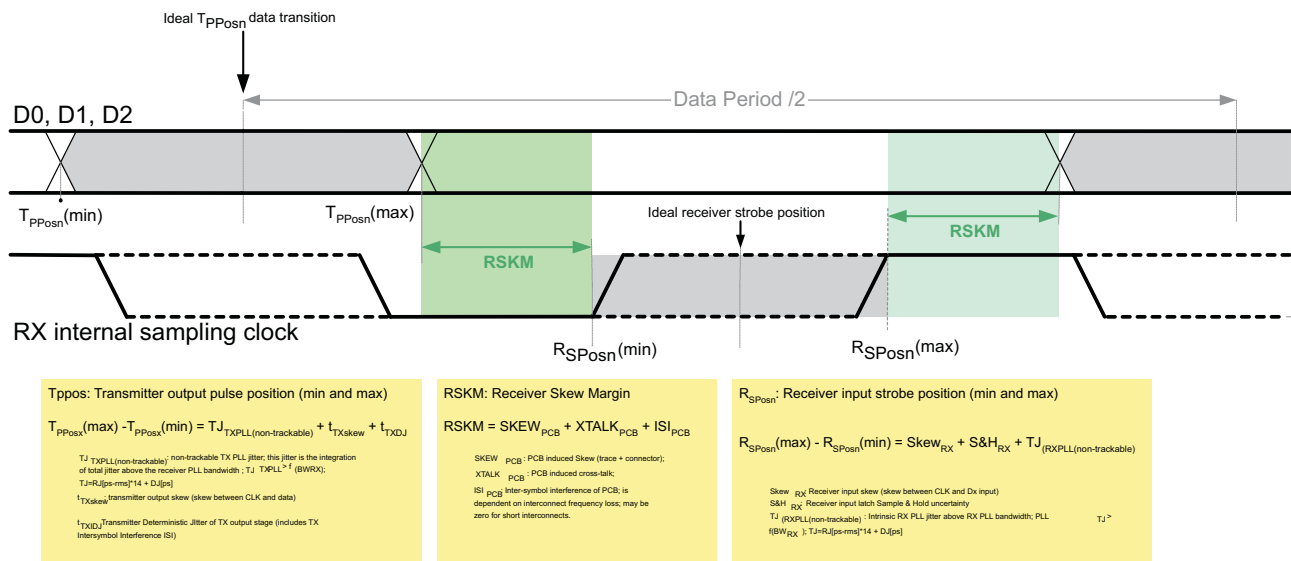 Ideal TPPosn data transition
Data Period /2
D0, D1, D2
TPPosn(min)
TPPosn(max)
Ideal receiver strobe position
RSKM
RSKM
RX internal sampling clock
RSPosn(min)
RSPosn(max)
Tppos: Transmitter output pulse position (min and max)
TPPosx(max) -TPPosx(min) = TJTXPLL(non-trackable) + tTXskew + tTXDJ
TJ TXPLL(non-trackable): non-trackable TX PLL jitter; this jitter is the integration
of total jitter above the receiver PLL bandwidth ; TJ TXPLL> f (BWRX);
TJ=RJ[ps-rms]*14 + DJ[ps]
tTXskew: transmitter output skew (skew between CLK and data)
tTXIDJ Transmitter Deterministic JItter of TX output stage (includes TX
Intersymbol Interference ISI)
RSKM: Receiver Skew Margin
RSKM = SKEWPCB + XTALKPCB + ISIPCB
SKEW PCB: PCB induced Skew (trace + connector);
XTALK PCB : PCB induced cross-talk;
ISI PCB: Inter-symbol interference of PCB; is
dependent on interconnect frequency loss; may be
zero for short interconnects.
RSPosn: Receiver input strobe position (min and max)
RSPosn(max) - RSPosn(min) = SkewRX + S&HRX + TJ(RXPLL(non-trackable)
Skew RX: Receiver input skew (skew between CLK and Dx input)
S&H RX: Receiver input latch Sample & Hold uncertainty
TJ (RXPLL(non-trackable) : Intrinsic RX PLL jitter above RX PLL bandwidth; PLL TJ >
f(BWRX ); TJ=RJ[ps-rms]*14 + DJ[ps]